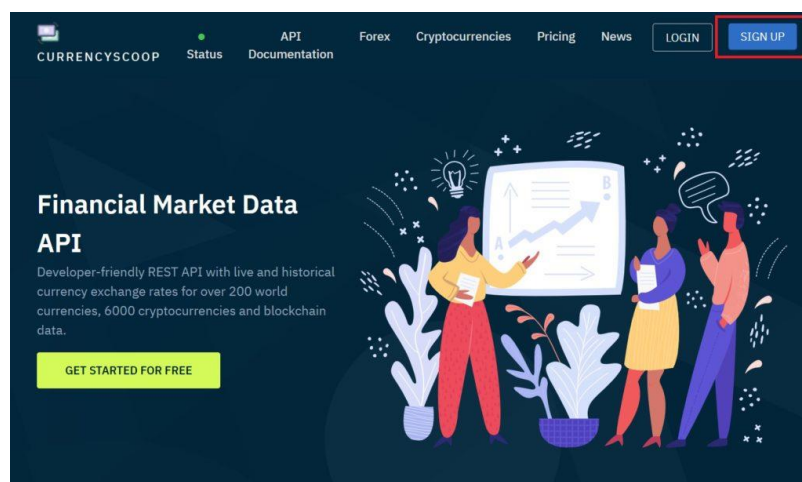 CURRENCYSCOOP
Status
API
Documentation
Forex
Cryptocurrencies
Pricing
News
LOGIN
SIGN UP
Financial Market Data
API
Developer-friendly REST API with live and historical
currency exchange rates for over 200 world
currencies, 6000 cryptocurrencies and blockchain
data.
GET STARTED FOR FREE
A
B